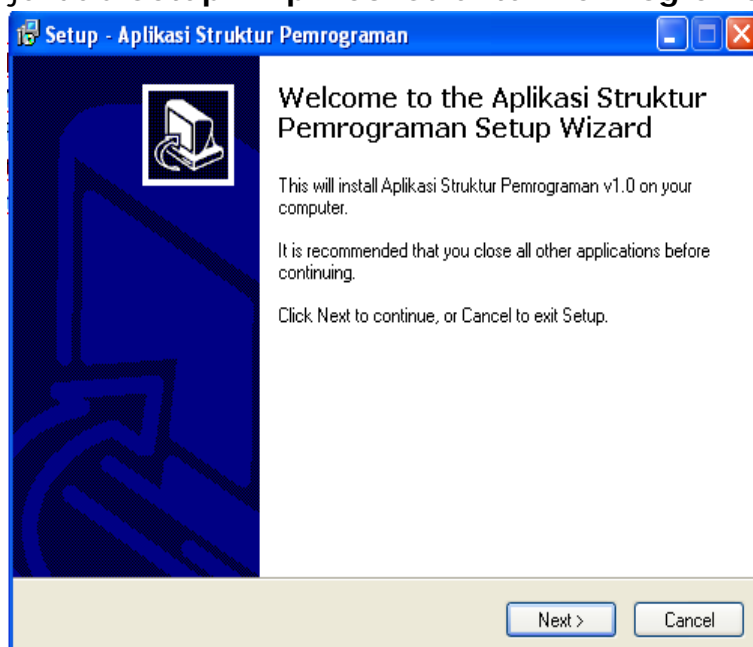 Setup - Aplikasi Struktur Pemrograman
Welcome to the Aplikasi Struktur
Pemrograman Setup Wizard
This will install Aplikasi Struktur Pemrograman v1.0 on your
computer.
It is recommended that you close all other applications before
continuing.
Click Next to continue, or Cancel to exit Setup.
Next >
Cancel